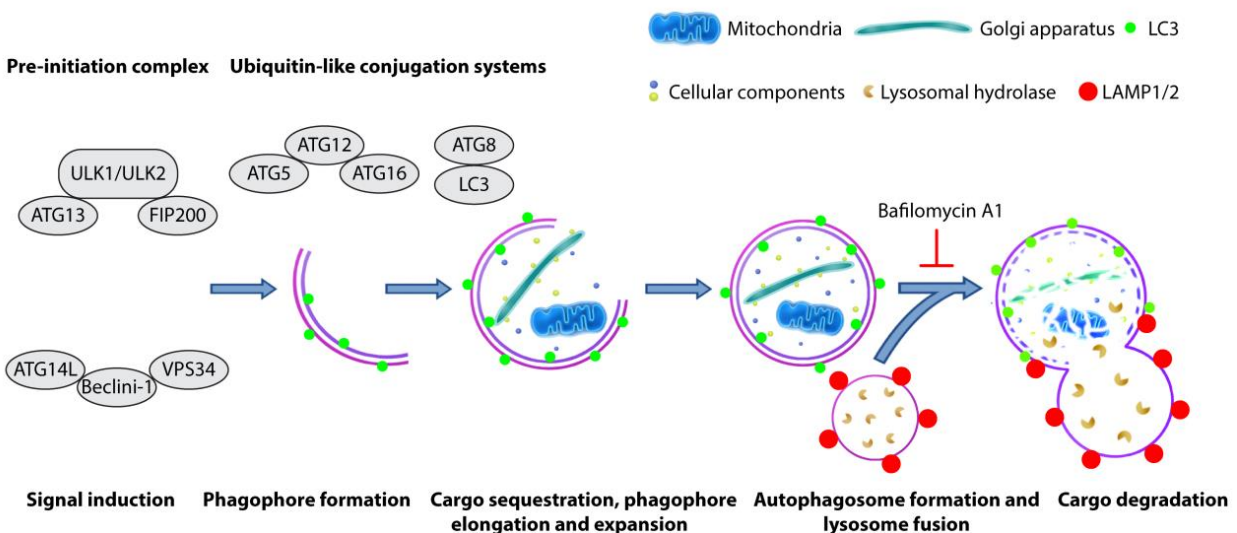 Mitochondria
Golgi apparatus
LC3
Pre-initiation complex
Ubiquitin-like conjugation systems
Cellular components
Lysosomal hydrolase
LAMP1/2
ULK1/ULK2
ATG13
FIP200
ATG12
ATG5
ATG16
ATG8
LC3
Bafilomycin A1
ATG14L
Beclini-1
VPS34
Signal induction
Phagophore formation
Cargo sequestration, phagophore
elongation and expansion
Autophagosome formation and
lysosome fusion
Cargo degradation